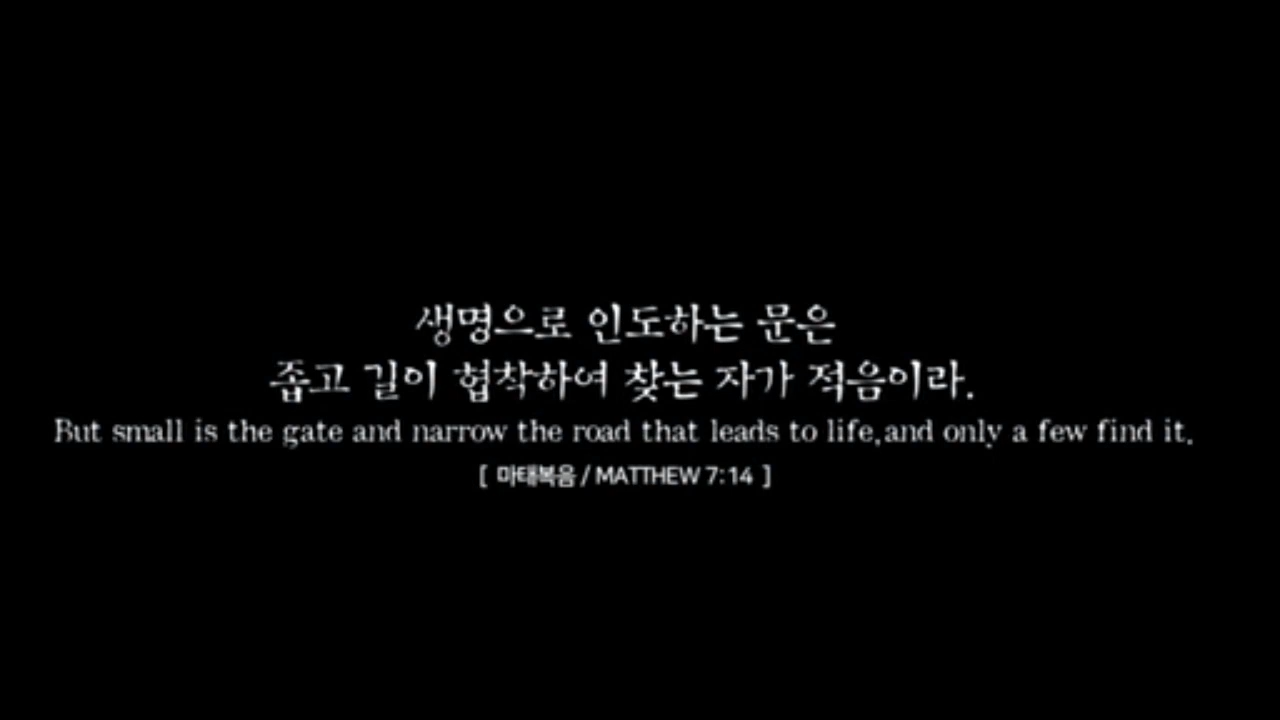 생명으로 인도하는 문은
좁고 길이 협착하여 찾는 자가 적음이라.
But small is the gate and narrow the road that leads to life,and only a few find it.
[ 마태복음 / MATTHEW 7:14 ]